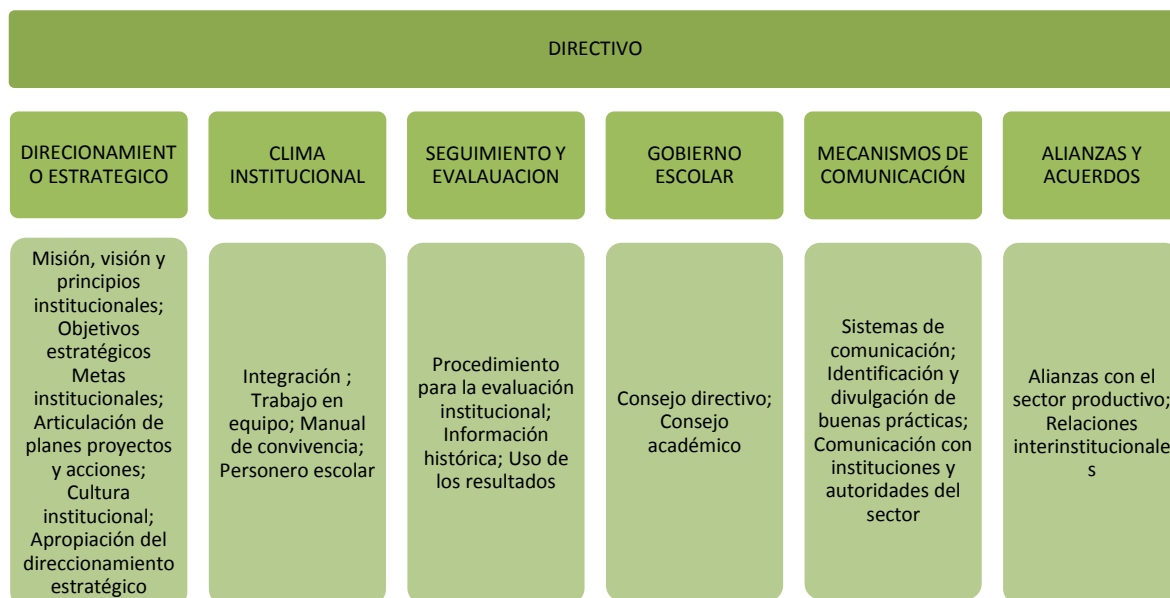 DIRECTIVO
DIRECIONAMIENT
O ESTRATEGICO
CLIMA
INSTITUCIONAL
SEGUIMIENTO Y
EVALAUACION
GOBIERNO
ESCOLAR
MECANISMOS DE
COMUNICACIÓN
ALIANZAS Y
ACUERDOS
Misión, visión y
principios
institucionales;
Objetivos
estratégicos
Metas
institucionales;
Articulación de
planes proyectos
y acciones;
Cultura
institucional;
Apropiación del
direccionamiento
estratégico
Integración ;
Trabajo en
equipo; Manual
de convivencia;
Personero escolar
Procedimiento
para la evaluación
institucional;
Información
histórica; Uso de
los resultados
Consejo directivo;
Consejo
académico
Sistemas de
comunicación;
Identificación y
divulgación de
buenas prácticas;
Comunicación con
instituciones y
autoridades del
sector
Alianzas con el
sector productivo;
Relaciones
interinstitucionale
s